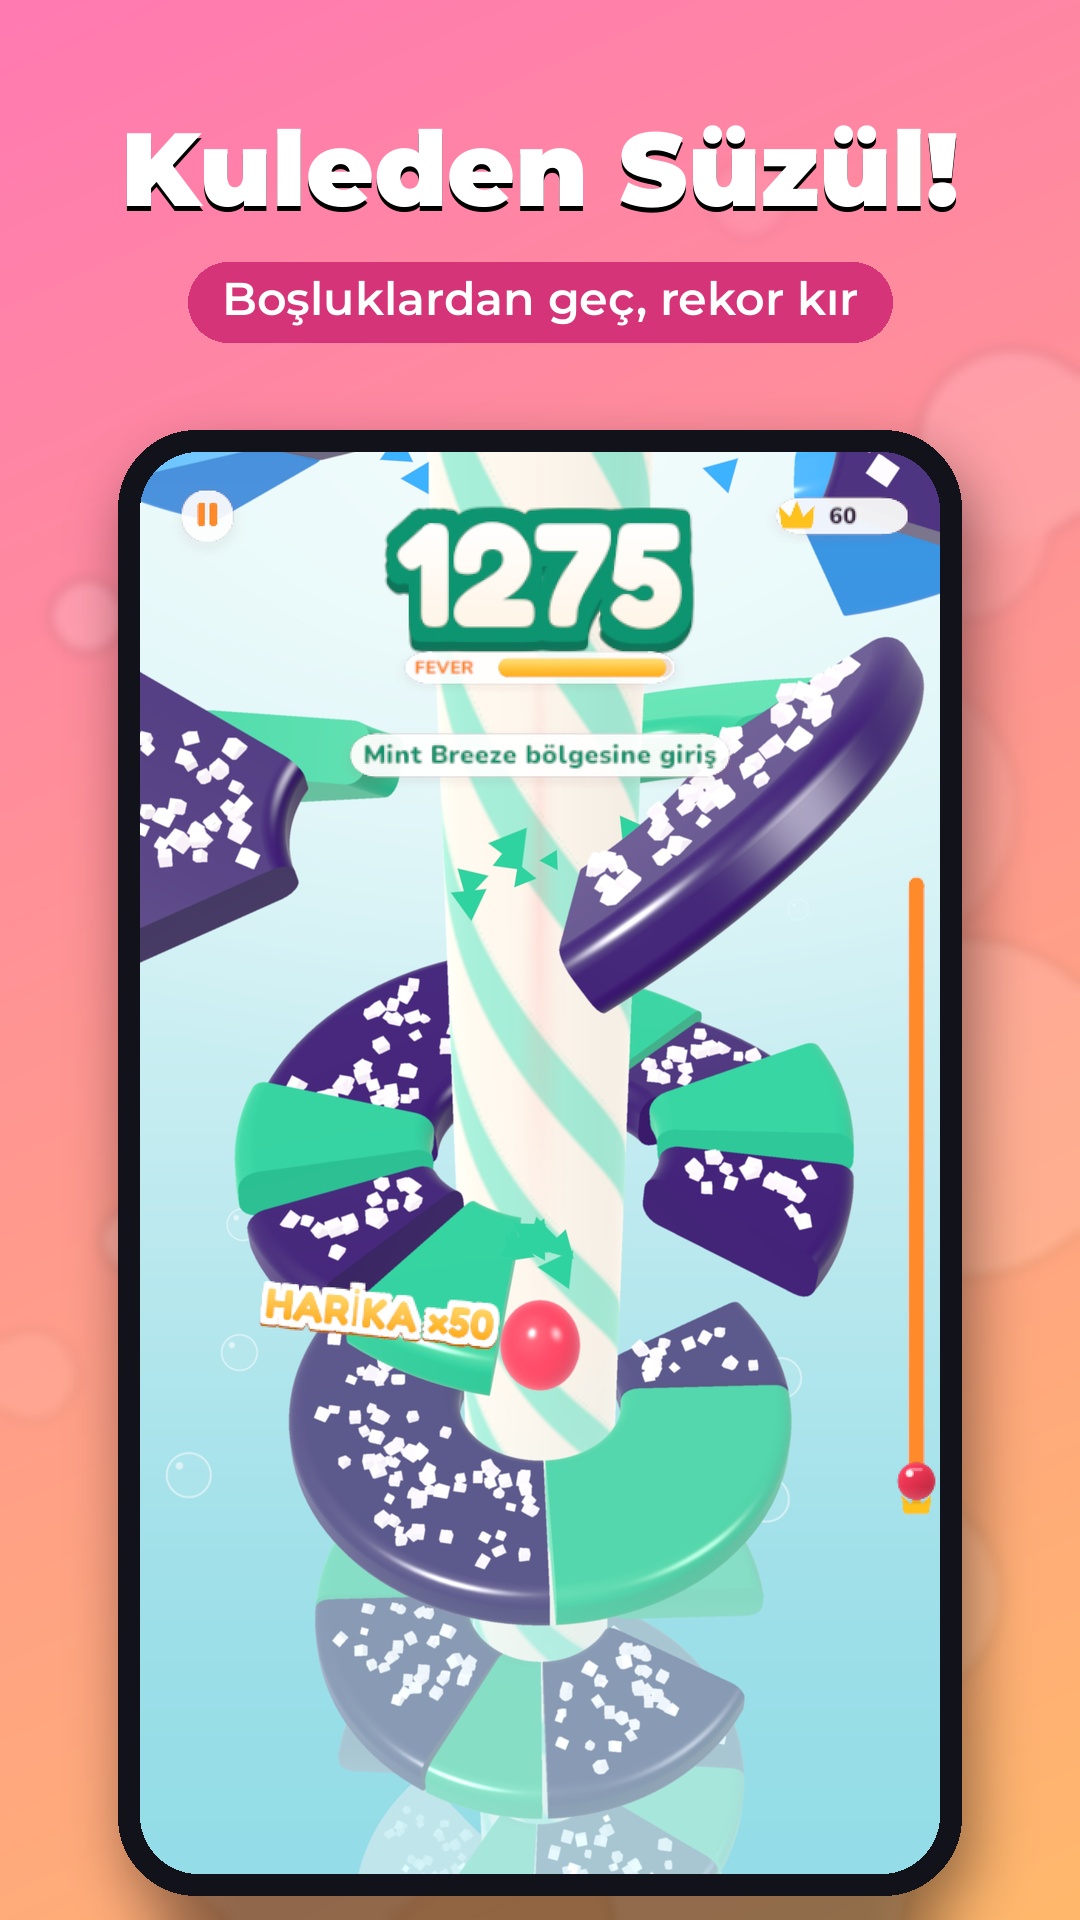 Kuleden Süzül!
Boşluklardan geç, rekor kır
60
1275
FEVER
Mint Breeze bölgesine giriş
HARİKA x50